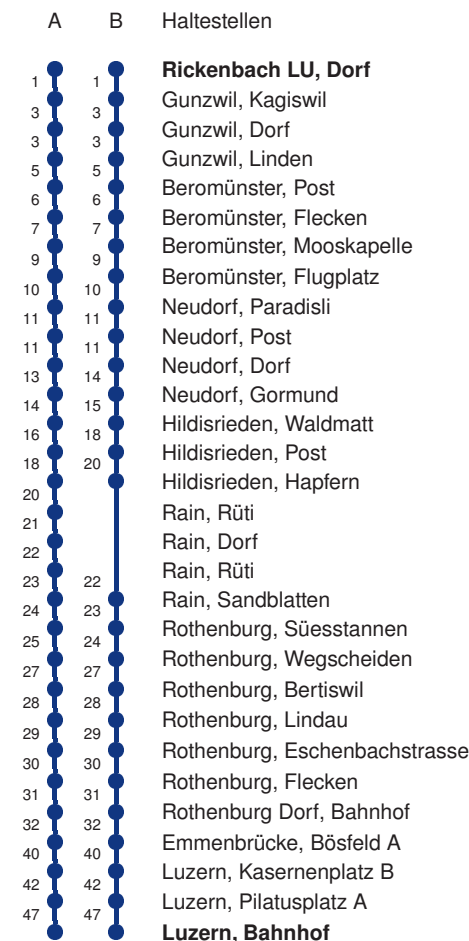 A B Haltestellen
Rickenbach LU, Dorf
1 1
Gunzwil, Kagiswil
3 3
Gunzwil, Dorf
3 3
Gunzwil, Linden
5 5
Beromünster, Post
6 6
Beromünster, Flecken
7 7
Beromünster, Mooskapelle
9 9
Beromünster, Flugplatz
10 10
Neudorf, Paradisli
11 11
Neudorf, Post
11 11
Neudorf, Dorf
13 14
Neudorf, Gormund
14 15
Hildisrieden, Waldmatt
16 18
Hildisrieden, Post
18 20
Hildisrieden, Hapfern
20
Rain, Rüti
21
Rain, Dorf
22
Rain, Rüti
23 22
Rain, Sandblatten
24 23
Rothenburg, Süesstannen
25 24
Rothenburg, Wegscheiden
27 27
Rothenburg, Bertiswil
28 28
Rothenburg, Lindau
29 29
Rothenburg, Eschenbachstrasse
30 30
Rothenburg, Flecken
31 31
Rothenburg Dorf, Bahnhof
32 32
Emmenbrücke, Bösfeld A
40 40
Luzern, Kasernenplatz B
42 42
Luzern, Pilatusplatz A
47 47
Luzern, Bahnhof